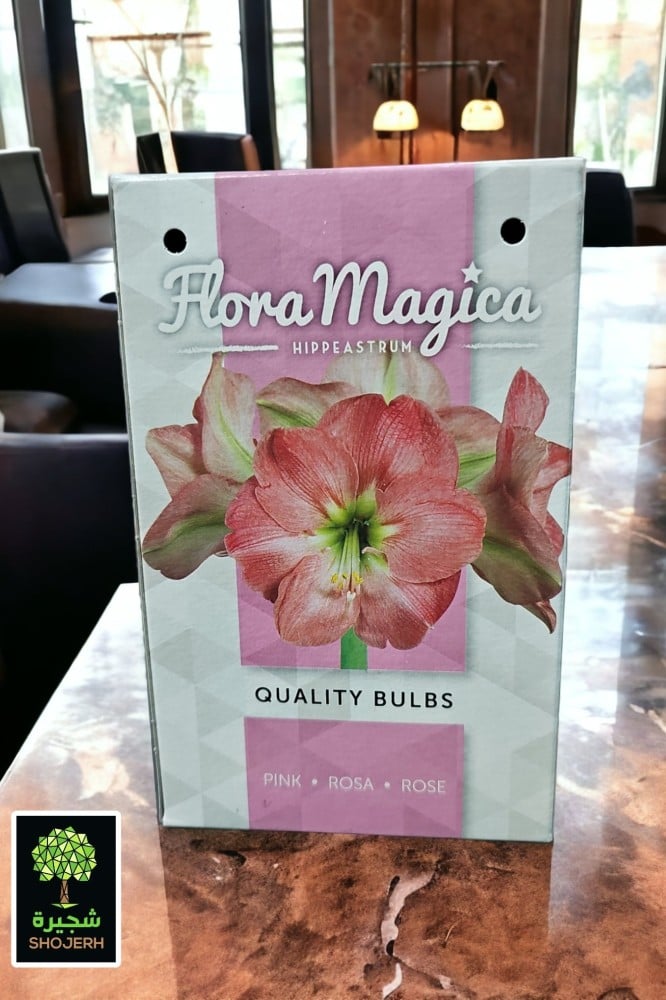 Flora Magica
HIPPEASTRUM
QUALITY BULBS
PINK • ROSA • ROSE
شجيرة
SHOJERH